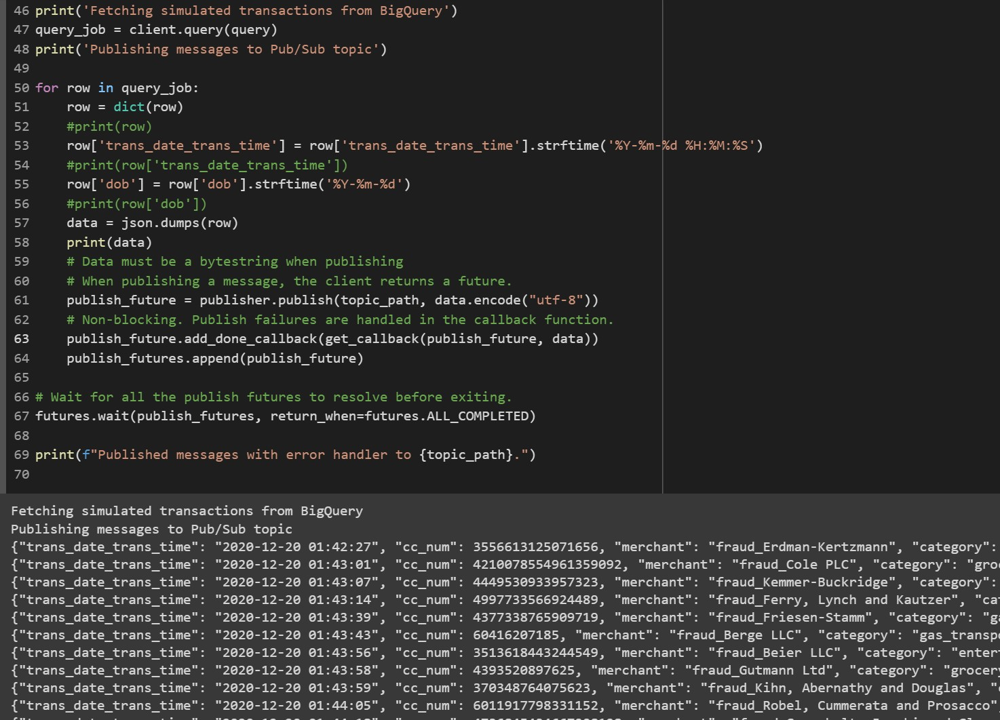 46 print('Fetching simulated transactions from BigQuery')
47 query_job = client.query(query)
48 print('Publishing messages to Pub/Sub topic')
49
50 for row in query_job:
51     row = dict(row)
52     #print(row)
53     row['trans_date_trans_time'] = row['trans_date_trans_time'].strftime('%Y-%m-%d %H:%M:%S')
54     #print(row['trans_date_trans_time'])
55     row['dob'] = row['dob'].strftime('%Y-%m-%d')
56     #print(row['dob'])
57     data = json.dumps(row)
58     print(data)
59     # Data must be a bytestring when publishing
60     # When publishing a message, the client returns a future.
61     publish_future = publisher.publish(topic_path, data.encode("utf-8"))
62     # Non-blocking. Publish failures are handled in the callback function.
63     publish_future.add_done_callback(get_callback(publish_future, data))
64     publish_futures.append(publish_future)
65
66 # Wait for all the publish futures to resolve before exiting.
67 futures.wait(publish_futures, return_when=futures.ALL_COMPLETED)
68
69 print(f"Published messages with error handler to {topic_path}.")
70
Fetching simulated transactions from BigQuery
Publishing messages to Pub/Sub topic
{"trans_date_trans_time": "2020-12-20 01:42:27", "cc_num": 3556613125071656, "merchant": "fraud_Erdman-Kertzmann", "category":
{"trans_date_trans_time": "2020-12-20 01:43:01", "cc_num": 4210078554961359092, "merchant": "fraud_Cole PLC", "category": "gro
{"trans_date_trans_time": "2020-12-20 01:43:07", "cc_num": 4449530933957323, "merchant": "fraud_Kemmer-Buckridge", "category":
{"trans_date_trans_time": "2020-12-20 01:43:14", "cc_num": 4997733566924489, "merchant": "fraud_Ferry, Lynch and Kautzer", "cat
{"trans_date_trans_time": "2020-12-20 01:43:39", "cc_num": 4377338765909719, "merchant": "fraud_Friesen-Stamm", "category": "ga
{"trans_date_trans_time": "2020-12-20 01:43:43", "cc_num": 60416207185, "merchant": "fraud_Berge LLC", "category": "gas_transpo
{"trans_date_trans_time": "2020-12-20 01:43:56", "cc_num": 3513618443244549, "merchant": "fraud_Beier LLC", "category": "entert
{"trans_date_trans_time": "2020-12-20 01:43:58", "cc_num": 4393520897625, "merchant": "fraud_Gutmann Ltd", "category": "grocery
{"trans_date_trans_time": "2020-12-20 01:43:59", "cc_num": 370348764075623, "merchant": "fraud_Kihn, Abernathy and Douglas", "c
{"trans_date_trans_time": "2020-12-20 01:44:05", "cc_num": 6011917798331152, "merchant": "fraud_Robel, Cummerata and Prosacco"